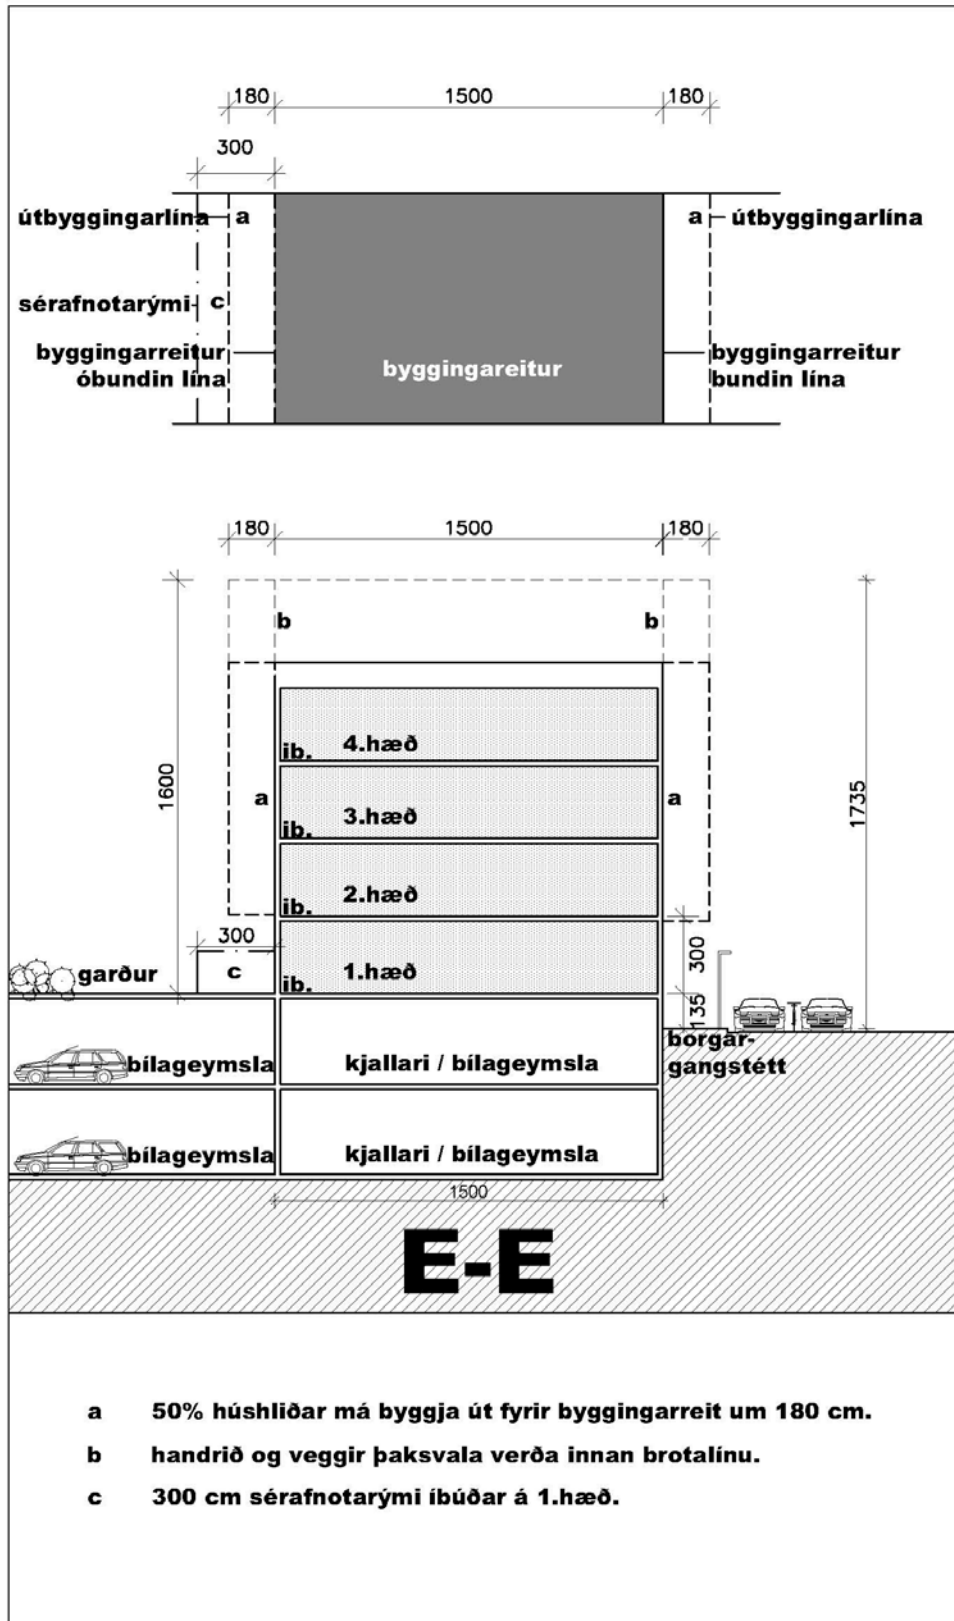 180 1500 180
300
útbyggingarlína a a útbyggingarlína
sérafnotarými c
byggingarreitur
óbundin lína
byggingareitur
byggingarreitur
bundin lína
180 1500 180
b b
1600
1735
a a
ib. 4.hæð
ib. 3.hæð
ib. 2.hæð
ib. 1.hæð
300
c
garður
300
135
borgar-
gangstétt
bílageymsla kjallari / bílageymsla
bílageymsla kjallari / bílageymsla
1500
E-E
a 50% húshliðar má byggja út fyrir byggingarreit um 180 cm.
b handrið og veggir þaksvala verða innan brotalínu.
c 300 cm sérafnotarými íbúðar á 1.hæð.